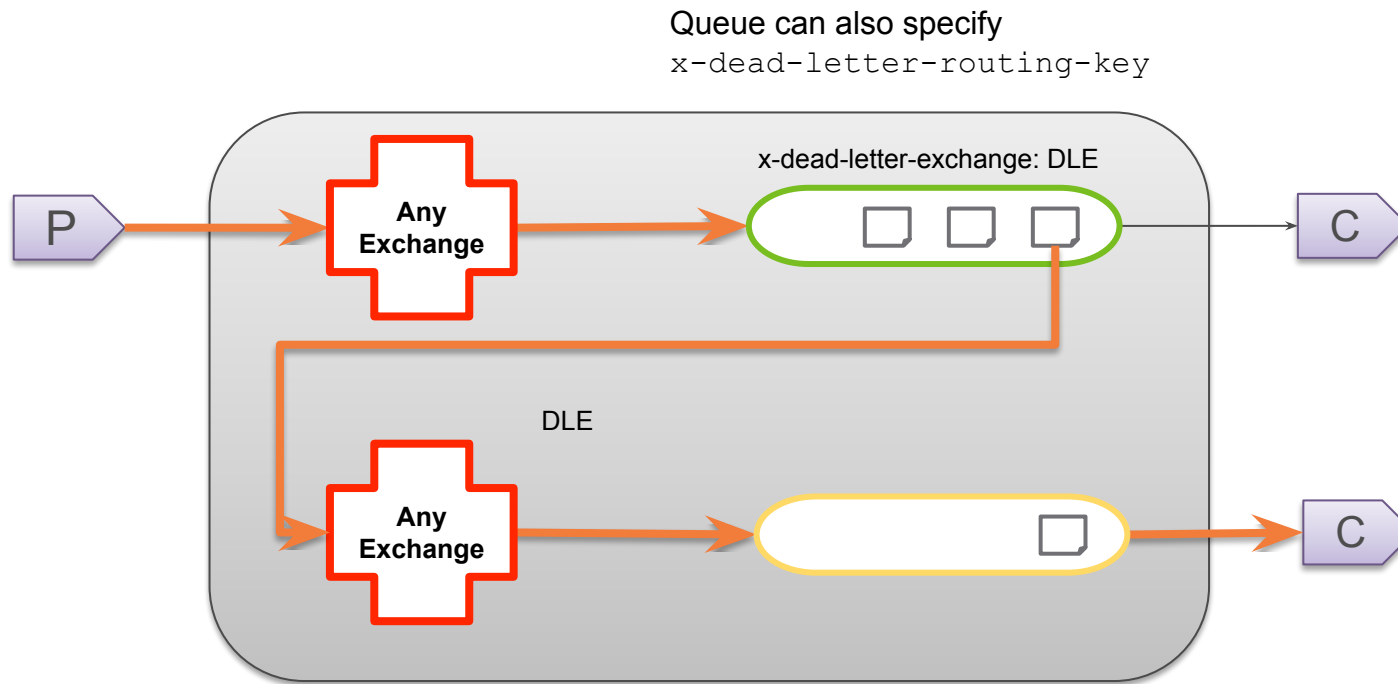 Queue can also specify
x-dead-letter-routing-key
x-dead-letter-exchange: DLE
P
Any
Exchange
C
DLE
Any
Exchange
C